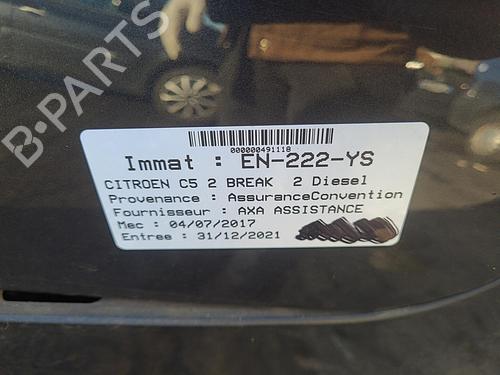 B-PARTS
000000491118
Immat : EN-222-YS
CITROEN C5 2 BREAK 2 Diesel
Provenance : AssuranceConvention
Fournisseur : AXA ASSISTANCE
Mec : 04/07/2017
Entree : 31/12/2021